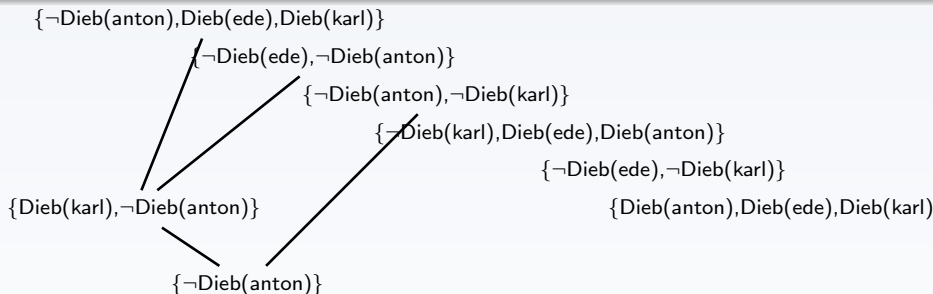 {¬Dieb(anton),Dieb(ede),Dieb(karl)}
{¬Dieb(ede),¬Dieb(anton)}
{¬Dieb(anton),¬Dieb(karl)}
{¬Dieb(karl),Dieb(ede),Dieb(anton)}
{¬Dieb(ede),¬Dieb(karl)}
{Dieb(karl),¬Dieb(anton)}
{Dieb(anton),Dieb(ede),Dieb(karl)
{¬Dieb(anton)}